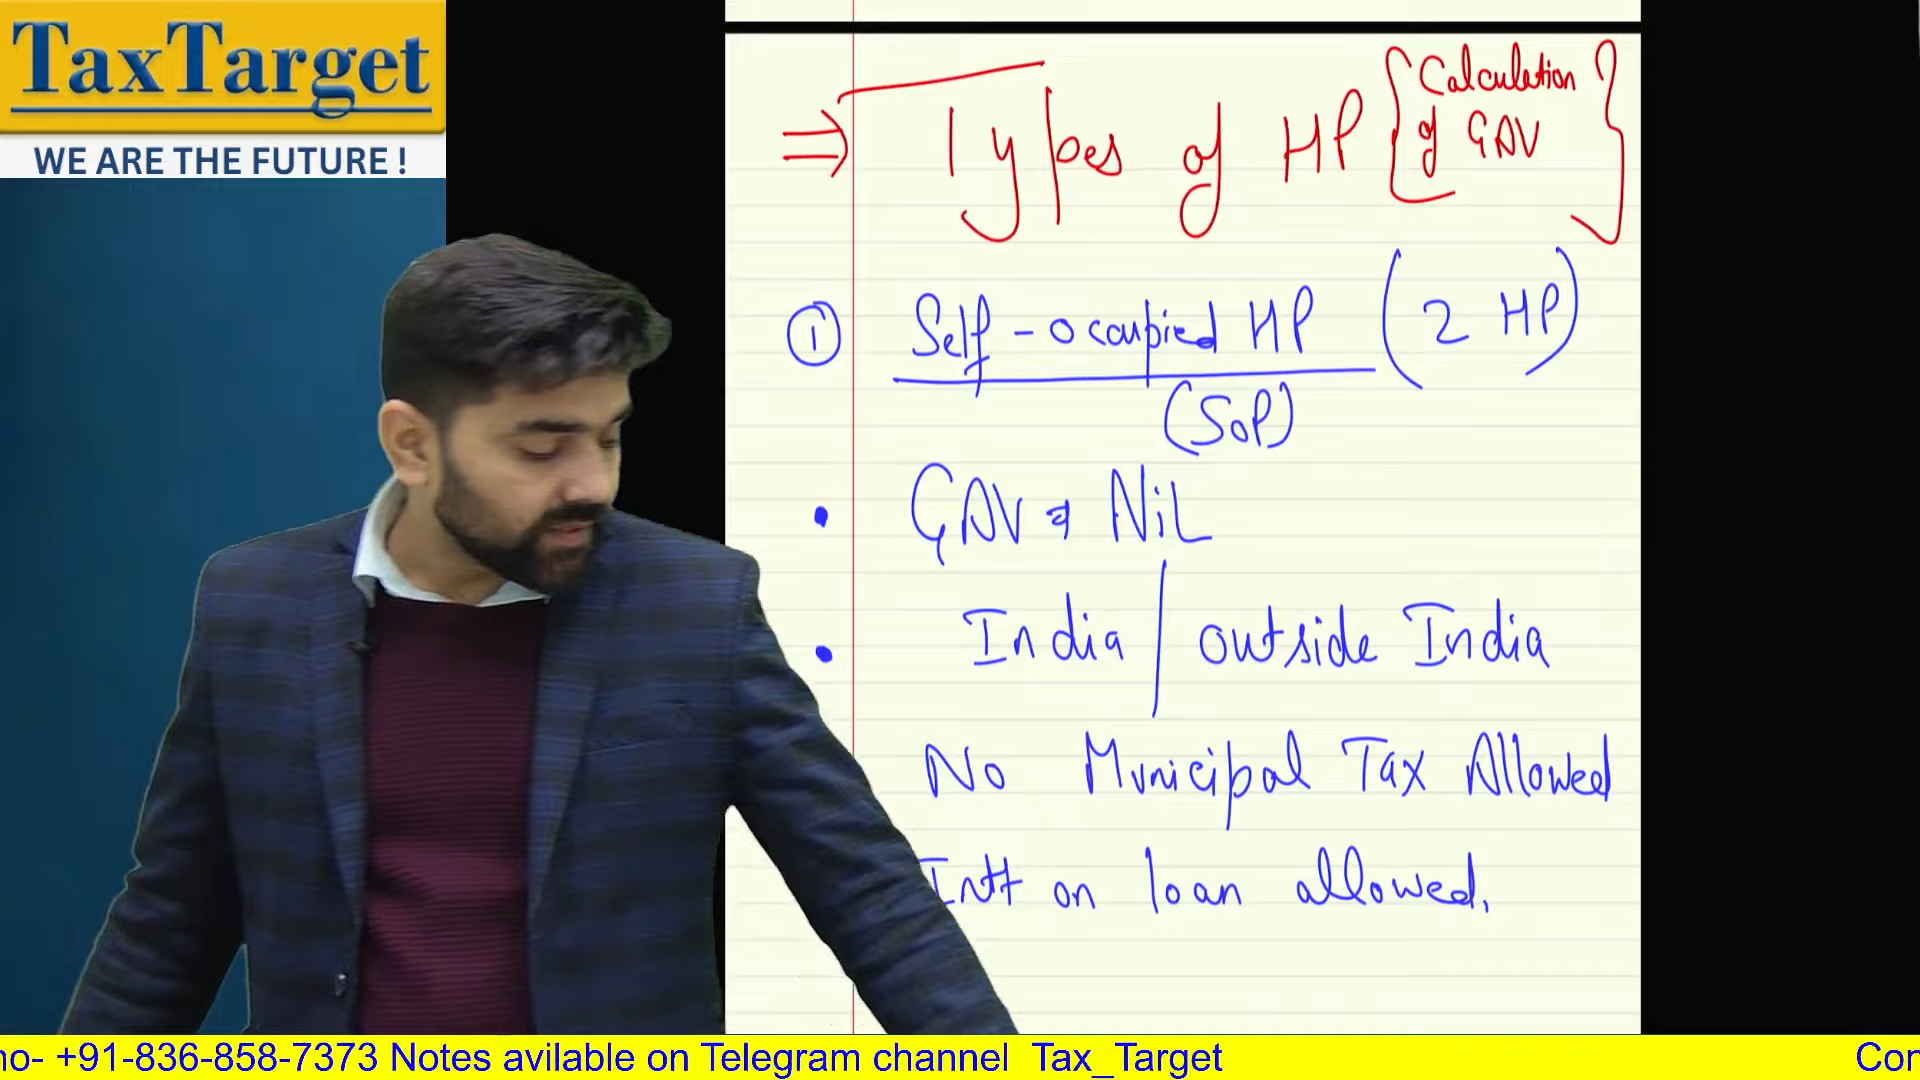 TaxTarget
WE ARE THE FUTURE !
⇒ Types of HP { Calculation of GAV }
① Self-occupied HP (2 HP)
(SOP)
• GAV = NiL
• India / outside India
No Municipal Tax Allowed
Intt on loan allowed.
no- +91-836-858-7373 Notes avilable on Telegram channel Tax_Target
Con